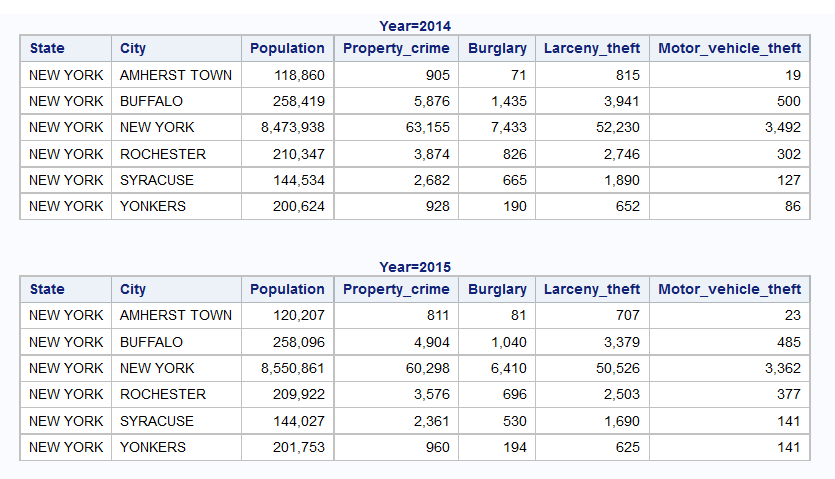 Year=2014
State City Population Property_crime Burglary Larceny_theft Motor_vehicle_theft
NEW YORK AMHERST TOWN 118,860 905 71 815 19
NEW YORK BUFFALO 258,419 5,876 1,435 3,941 500
NEW YORK NEW YORK 8,473,938 63,155 7,433 52,230 3,492
NEW YORK ROCHESTER 210,347 3,874 826 2,746 302
NEW YORK SYRACUSE 144,534 2,682 665 1,890 127
NEW YORK YONKERS 200,624 928 190 652 86
Year=2015
State City Population Property_crime Burglary Larceny_theft Motor_vehicle_theft
NEW YORK AMHERST TOWN 120,207 811 81 707 23
NEW YORK BUFFALO 258,096 4,904 1,040 3,379 485
NEW YORK NEW YORK 8,550,861 60,298 6,410 50,526 3,362
NEW YORK ROCHESTER 209,922 3,576 696 2,503 377
NEW YORK SYRACUSE 144,027 2,361 530 1,690 141
NEW YORK YONKERS 201,753 960 194 625 141